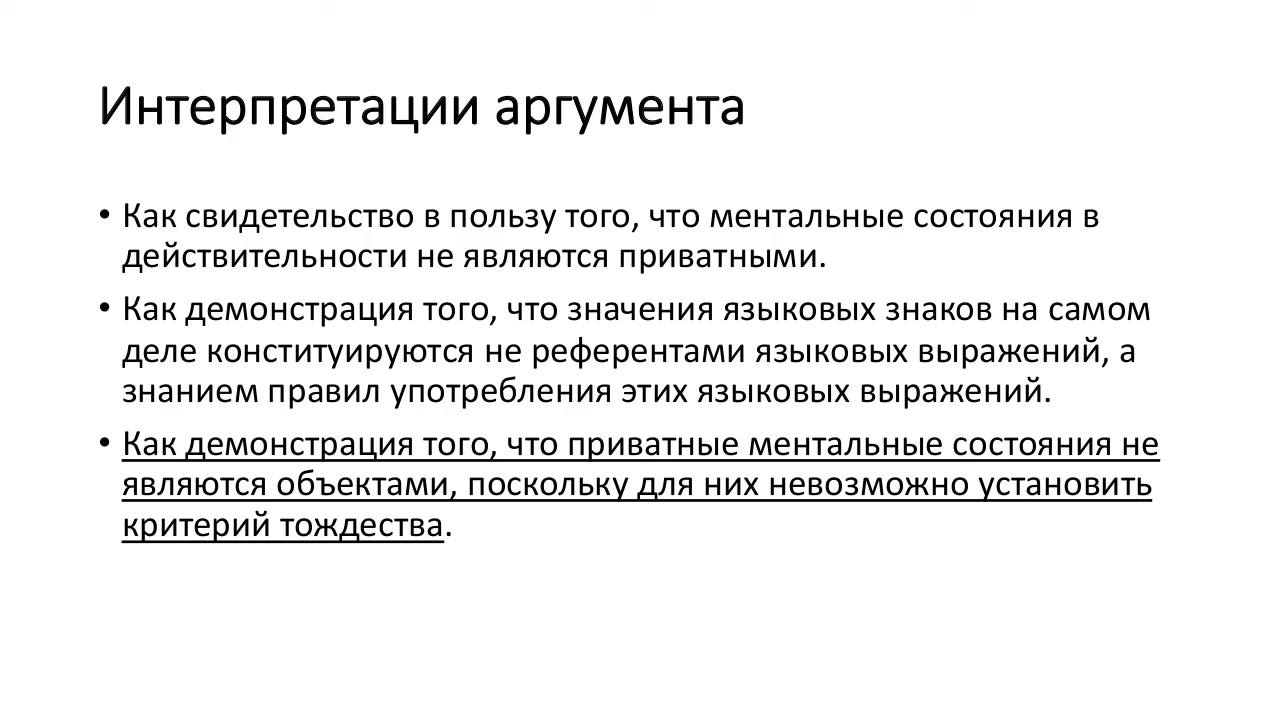 Интерпретации аргумента
• Как свидетельство в пользу того, что ментальные состояния в
действительности не являются приватными.
• Как демонстрация того, что значения языковых знаков на самом
деле конституируются не референтами языковых выражений, а
знанием правил употребления этих языковых выражений.
• Как демонстрация того, что приватные ментальные состояния не
являются объектами, поскольку для них невозможно установить
критерий тождества.